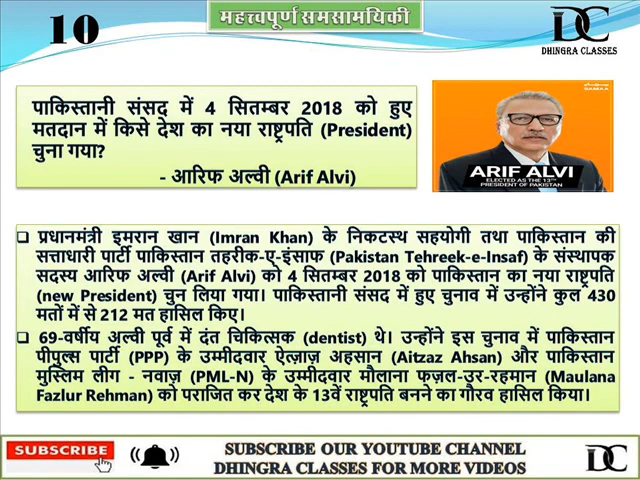 10
महत्त्वपूर्ण समसामयिकी
DC
DHINGRA CLASSES
पाकिस्तानी संसद में 4 सितम्बर 2018 को हुए
मतदान में किसे देश का नया राष्ट्रपति (President)
चुना गया?
- आरिफ अल्वी (Arif Alvi)
SAMAA
ARIF ALVI
ELECTED AS THE 13TH
PRESIDENT OF PAKISTAN
प्रधानमंत्री इमरान खान (Imran Khan) के निकटस्थ सहयोगी तथा पाकिस्तान की
सत्ताधारी पार्टी पाकिस्तान तहरीक-ए-इंसाफ (Pakistan Tehreek-e-Insaf) के संस्थापक
सदस्य आरिफ अल्वी (Arif Alvi) को 4 सितम्बर 2018 को पाकिस्तान का नया राष्ट्रपति
(new President) चुन लिया गया। पाकिस्तानी संसद में हुए चुनाव में उन्होंने कुल 430
मतों में से 212 मत हासिल किए।
69-वर्षीय अल्वी पूर्व में दंत चिकित्सक (dentist) थे। उन्होंने इस चुनाव में पाकिस्तान
पीपुल्स पार्टी (PPP) के उम्मीदवार ऐत्ज़ाज़ अहसान (Aitzaz Ahsan) और पाकिस्तान
मुस्लिम लीग - नवाज़ (PML-N) के उम्मीदवार मौलाना फज़ल-उर-रहमान (Maulana
Fazlur Rehman) को पराजित कर देश के 13वें राष्ट्रपति बनने का गौरव हासिल किया।
SUBSCRIBE
SUBSCRIBE OUR YOUTUBE CHANNEL
DHINGRA CLASSES FOR MORE VIDEOS
DC